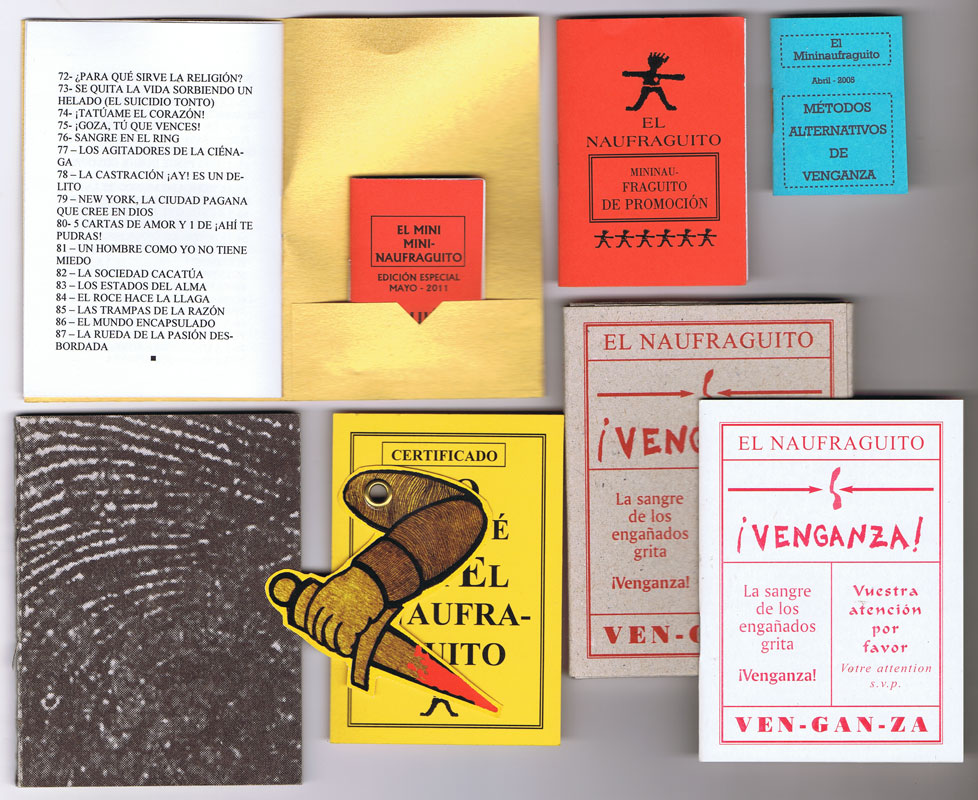 72- ¿PARA QUÉ SIRVE LA RELIGIÓN?
73- SE QUITA LA VIDA SORBIENDO UN
HELADO (EL SUICIDIO TONTO)
74- ¡TATÚAME EL CORAZÓN!
75- ¡GOZA, TÚ QUE VENCES!
76- SANGRE EN EL RING
77 – LOS AGITADORES DE LA CIÉNA-
GA
78 – LA CASTRACIÓN ¡AY! ES UN DE-
LITO
79 – NEW YORK, LA CIUDAD PAGANA
QUE CREE EN DIOS
80- 5 CARTAS DE AMOR Y 1 DE ¡AHÍ TE
PUDRAS!
81 – UN HOMBRE COMO YO NO TIENE
MIEDO
82 – LA SOCIEDAD CACATÚA
83 – LOS ESTADOS DEL ALMA
84 – EL ROCE HACE LA LLAGA
85 – LAS TRAMPAS DE LA RAZÓN
86 – EL MUNDO ENCAPSULADO
87 – LA RUEDA DE LA PASIÓN DES-
BORDADA
EL MINI
MINI-
NAUFRAGUITO
EDICIÓN ESPECIAL
MAYO - 2011
EL
NAUFRAGUITO
MININAU-
FRAGUITO
DE PROMOCIÓN
El
Mininaufraguito
Abril - 2005
MÉTODOS
ALTERNATIVOS
DE
VENGANZA
CERTIFICADO
É
EL
AUFRA-
UITO
EL NAUFRAGUITO
¡VENG
La sangre
de los
engañados
grita
¡Venganza!
VEN-G
EL NAUFRAGUITO
¡VENGANZA!
La sangre
de los
engañados
grita
¡Venganza!
Vuestra
atención
por
favor
Votre attention
s.v.p.
VEN-GAN-ZA